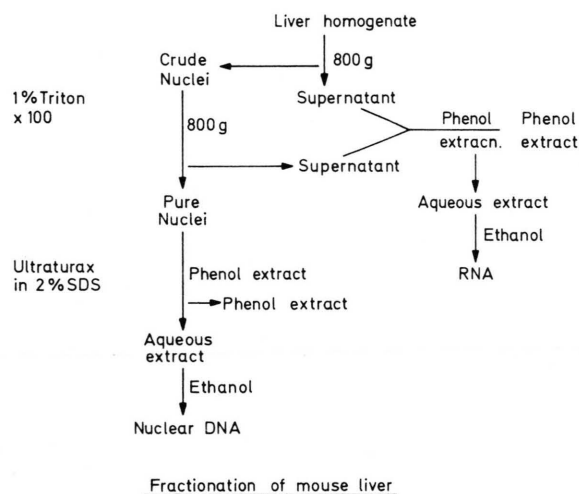 Liver homogenate
800 g
Crude
Nuclei
1% Triton
x 100
Supernatant
800 g
Phenol
extracn.
Phenol
extract
Supernatant
Pure
Nuclei
Aqueous extract
Ethanol
RNA
Ultraturax
in 2% SDS
Phenol extract
Phenol extract
Aqueous
extract
Ethanol
Nuclear DNA
Fractionation of mouse liver